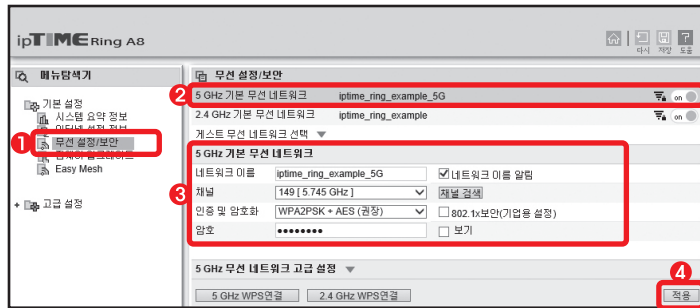 ipTIME Ring A8
다시 저장 도움
메뉴탐색기
기본 설정
시스템 요약 정보
인터넷 설정 정보
1 무선 설정/보안
펌웨어 업그레이드
Easy Mesh
+ 고급 설정
무선 설정/보안
2 5 GHz 기본 무선 네트워크 iptime_ring_example_5G on
2.4 GHz 기본 무선 네트워크 iptime_ring_example on
게스트 무선 네트워크 선택 ▼
5 GHz 기본 무선 네트워크
네트워크 이름 iptime_ring_example_5G 네트워크 이름 알림
3 채널 149 [ 5.745 GHz ] 채널 검색
인증 및 암호화 WPA2PSK + AES (권장) 802.1x보안(기업용 설정)
암호 ●●●●●●●● 보기
5 GHz 무선 네트워크 고급 설정 ▼
4
5 GHz WPS연결 2.4 GHz WPS연결 적용